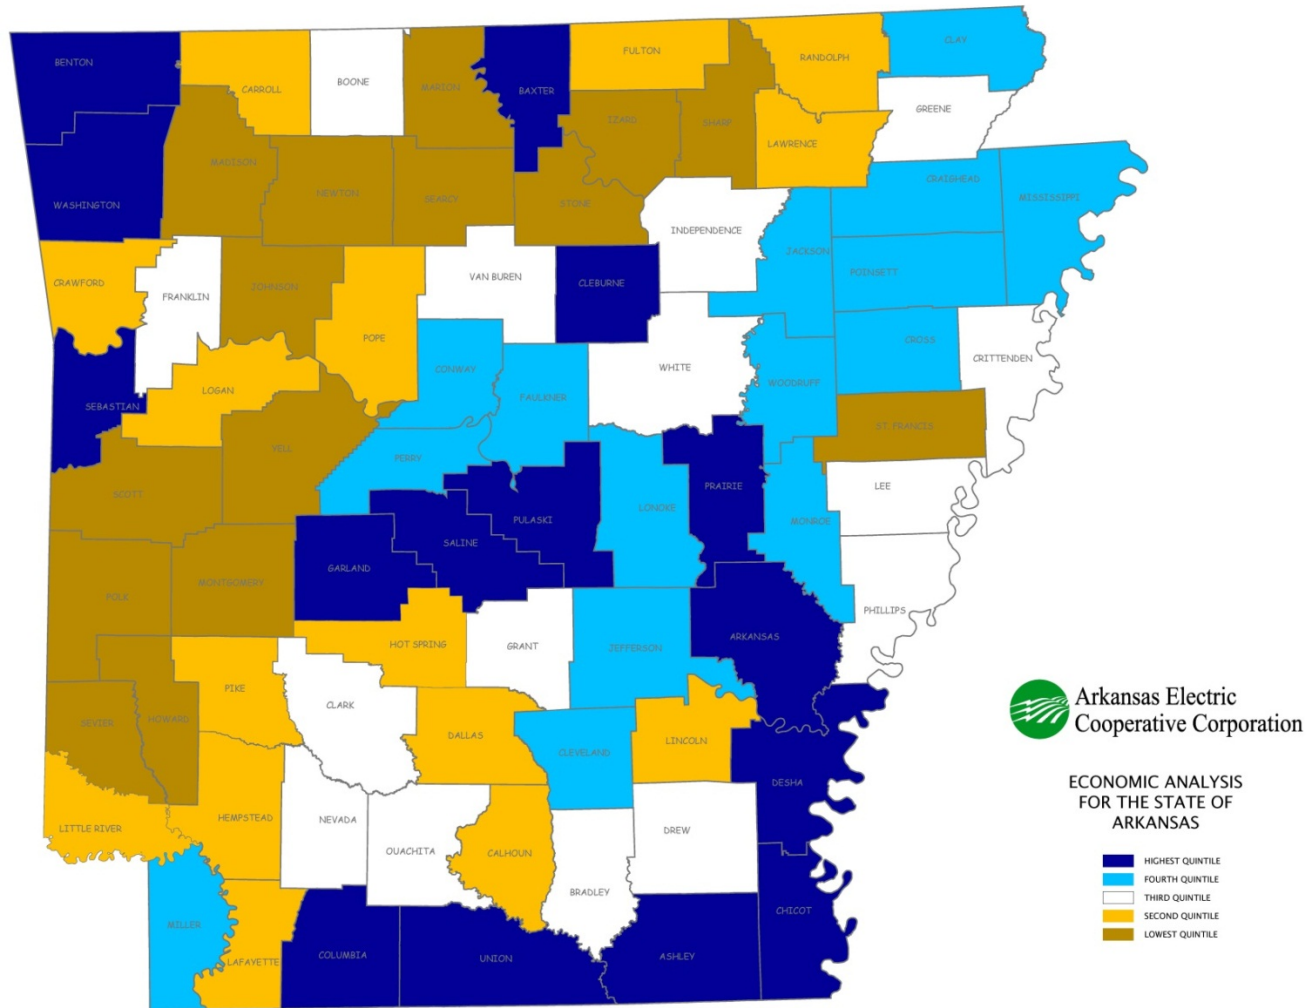 CLAY
FULTON
RANDOLPH
BENTON
BOONE
CARROLL
MARION
BAXTER
GREENE
IZARD
SHARP
LAWRENCE
MADISON
CRAIGHEAD
NEWTON
SEARCY
STONE
MISSISSIPPI
WASHINGTON
INDEPENDENCE
JACKSON
POINSETT
CRAWFORD
FRANKLIN
JOHNSON
VAN BUREN
CLEBURNE
POPE
CROSS
CRITTENDEN
CONWAY
WHITE
WOODRUFF
LOGAN
FAULKNER
SEBASTIAN
ST. FRANCIS
YELL
PERRY
PRAIRIE
LEE
SCOTT
LONOKE
PULASKI
MONROE
SALINE
GARLAND
MONTGOMERY
POLK
PHILLIPS
ARKANSAS
HOT SPRING
GRANT
JEFFERSON
PIKE
CLARK
SEVIER
HOWARD
DALLAS
LINCOLN
CLEVELAND
DESHA
LITTLE RIVER
HEMPSTEAD
NEVADA
DREW
OUACHITA
CALHOUN
BRADLEY
CHICOT
MILLER
LAFAYETTE
COLUMBIA
UNION
ASHLEY
Arkansas Electric
Cooperative Corporation
ECONOMIC ANALYSIS
FOR THE STATE OF
ARKANSAS
HIGHEST QUINTILE
FOURTH QUINTILE
THIRD QUINTILE
SECOND QUINTILE
LOWEST QUINTILE